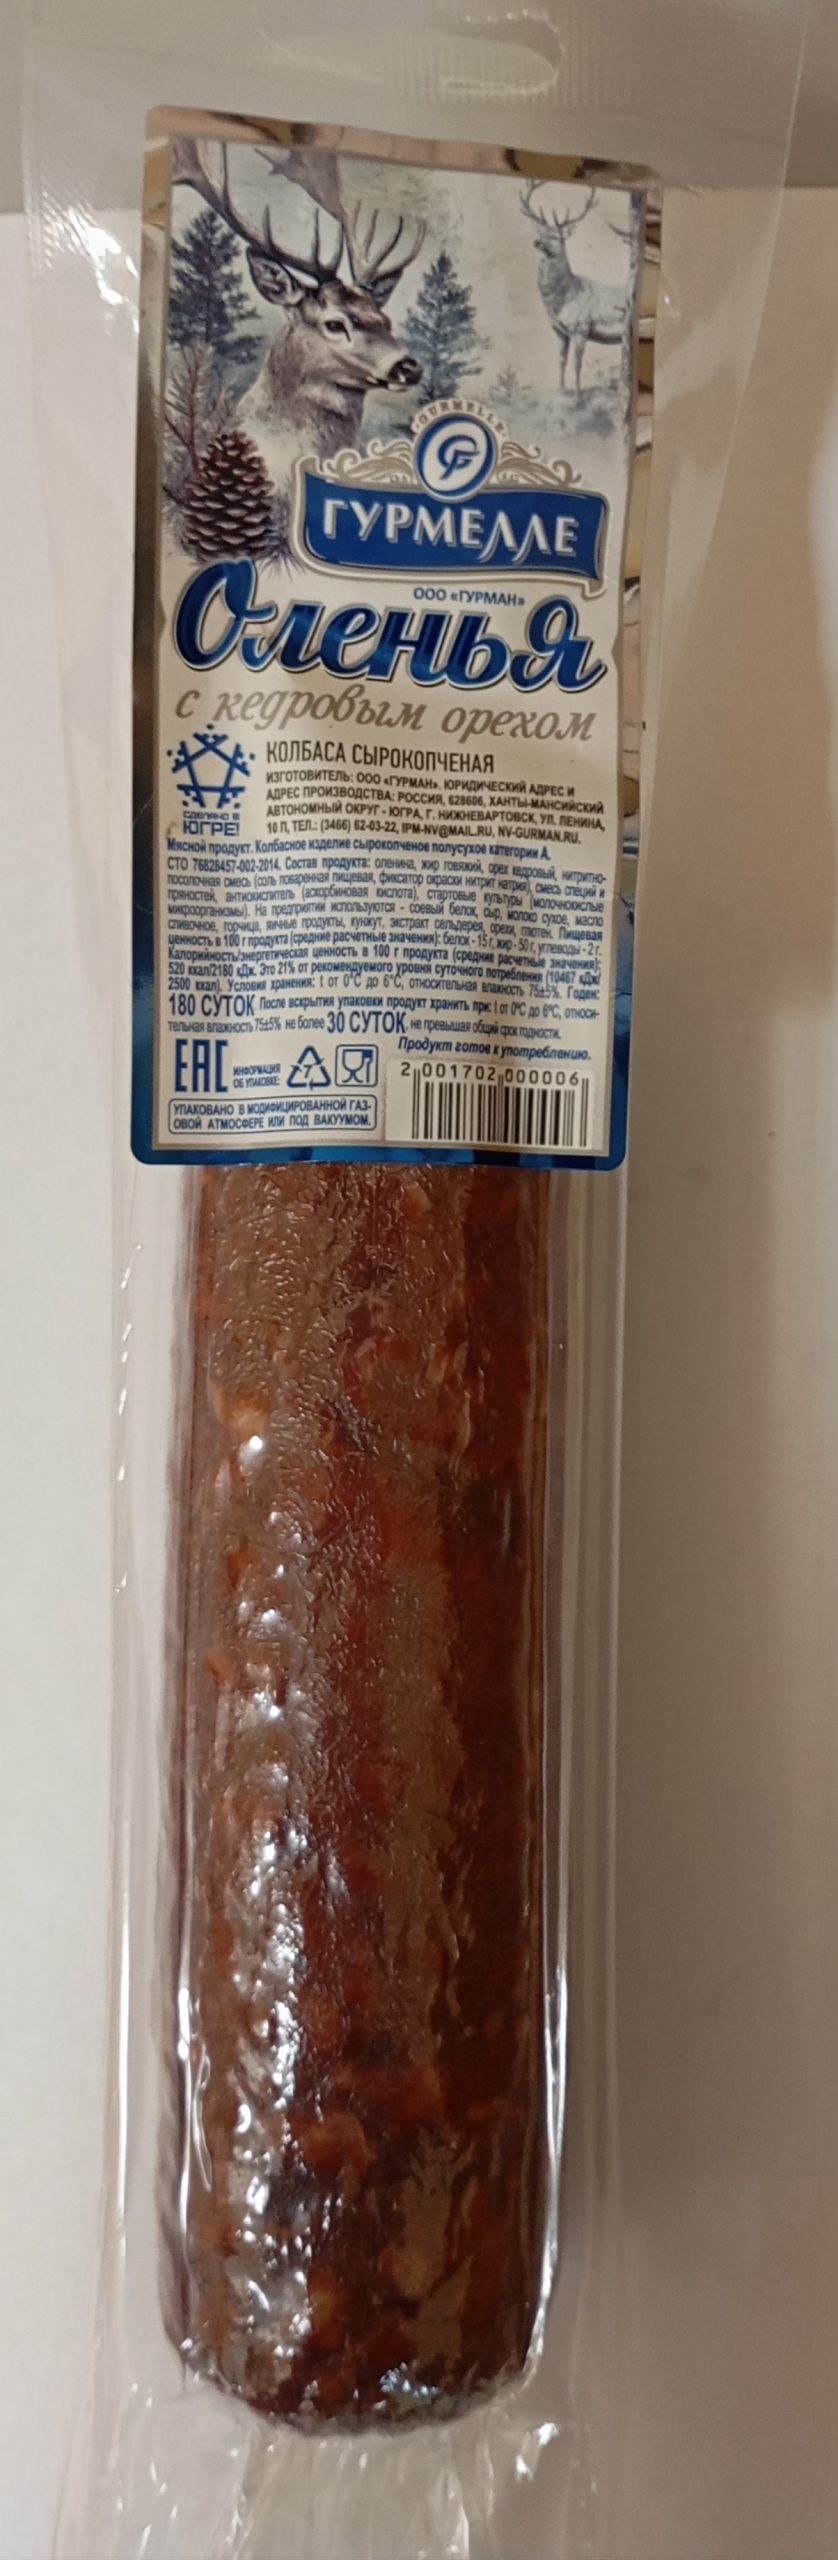 GOURMELLE
ГУРМЕЛЛЕ
ООО «ГУРМАН»
Оленья
с кедровым орехом
СДЕЛАНО В
ЮГРЕ!
КОЛБАСА СЫРОКОПЧЕНАЯ
ИЗГОТОВИТЕЛЬ: ООО «ГУРМАН». ЮРИДИЧЕСКИЙ АДРЕС И
АДРЕС ПРОИЗВОДСТВА: РОССИЯ, 628606, ХАНТЫ-МАНСИЙСКИЙ
АВТОНОМНЫЙ ОКРУГ - ЮГРА, Г. НИЖНЕВАРТОВСК, УЛ. ЛЕНИНА,
10 П, ТЕЛ.: (3466) 62-03-22, IPM-NV@MAIL.RU, NV-GURMAN.RU.
Мясной продукт. Колбасное изделие сырокопченое полусухое категории А.
СТО 76828457-002-2014. Состав продукта: оленина, жир говяжий, орех кедровый, нитритно-
посолочная смесь (соль поваренная пищевая, фиксатор окраски нитрит натрия), смесь специй и
пряностей, антиокислитель (аскорбиновая кислота), стартовые культуры (молочнокислые
микроорганизмы). На предприятии используются - соевый белок, сыр, молоко сухое, масло
сливочное, горчица, яичные продукты, кунжут, экстракт сельдерея, орехи, глютен. Пищевая
ценность в 100 г продукта (средние расчетные значения): белок - 15 г, жир - 50 г, углеводы - 2 г.
Калорийность/энергетическая ценность в 100 г продукта (средние расчетные значения):
520 ккал/2180 кДж. Это 21% от рекомендуемого уровня суточного потребления (10467 кДж/
2500 ккал). Условия хранения: t от 0°С до 6°С, относительная влажность 75±5%. Годен:
180 СУТОК После вскрытия упаковки продукт хранить при: t от 0°С до 6°С, относи-
тельная влажность 75±5% не более 30 СУТОК, не превышая общий срок годности.
Продукт готов к употреблению.
ЕАС
ИНФОРМАЦИЯ
ОБ УПАКОВКЕ:
7
УПАКОВАНО В МОДИФИЦИРОВАННОЙ ГАЗ-
ОВОЙ АТМОСФЕРЕ ИЛИ ПОД ВАКУУМОМ.
2 001702 000006